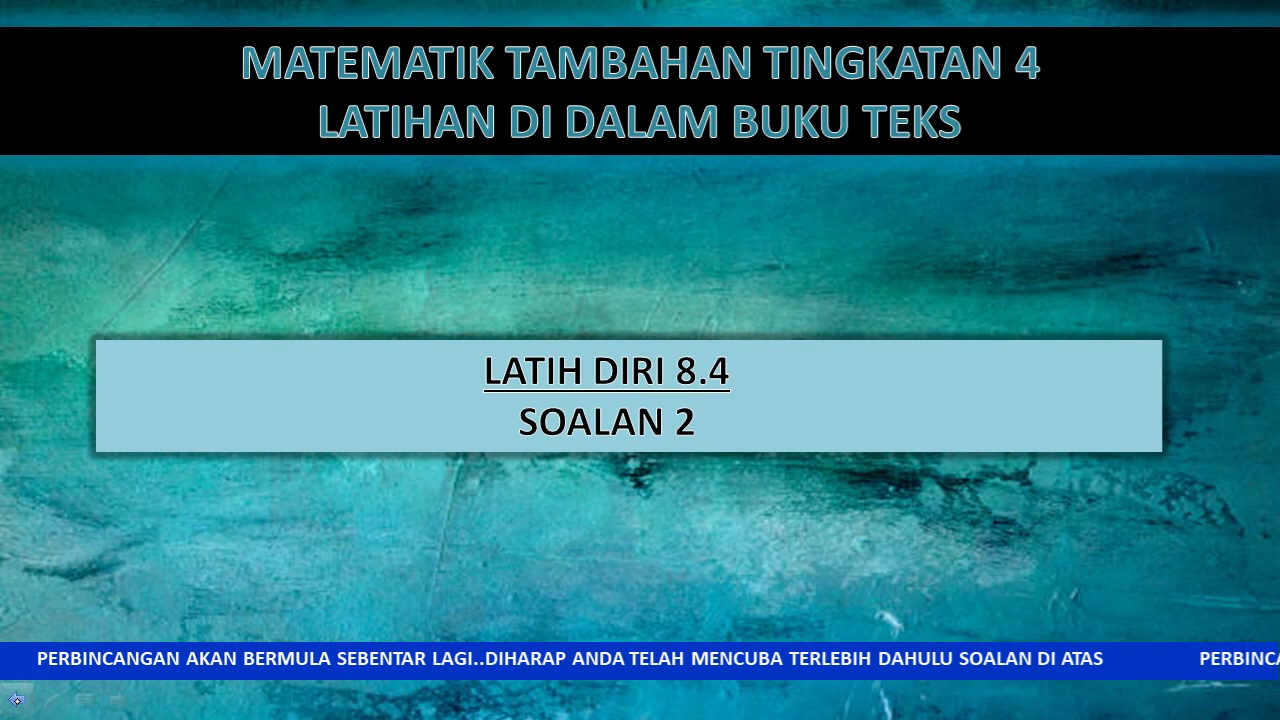 MATEMATIK TAMBAHAN TINGKATAN 4
LATIHAN DI DALAM BUKU TEKS
LATIH DIRI 8.4
SOALAN 2
PERBINCANGAN AKAN BERMULA SEBENTAR LAGI..DIHARAP ANDA TELAH MENCUBA TERLEBIH DAHULU SOALAN DI ATAS